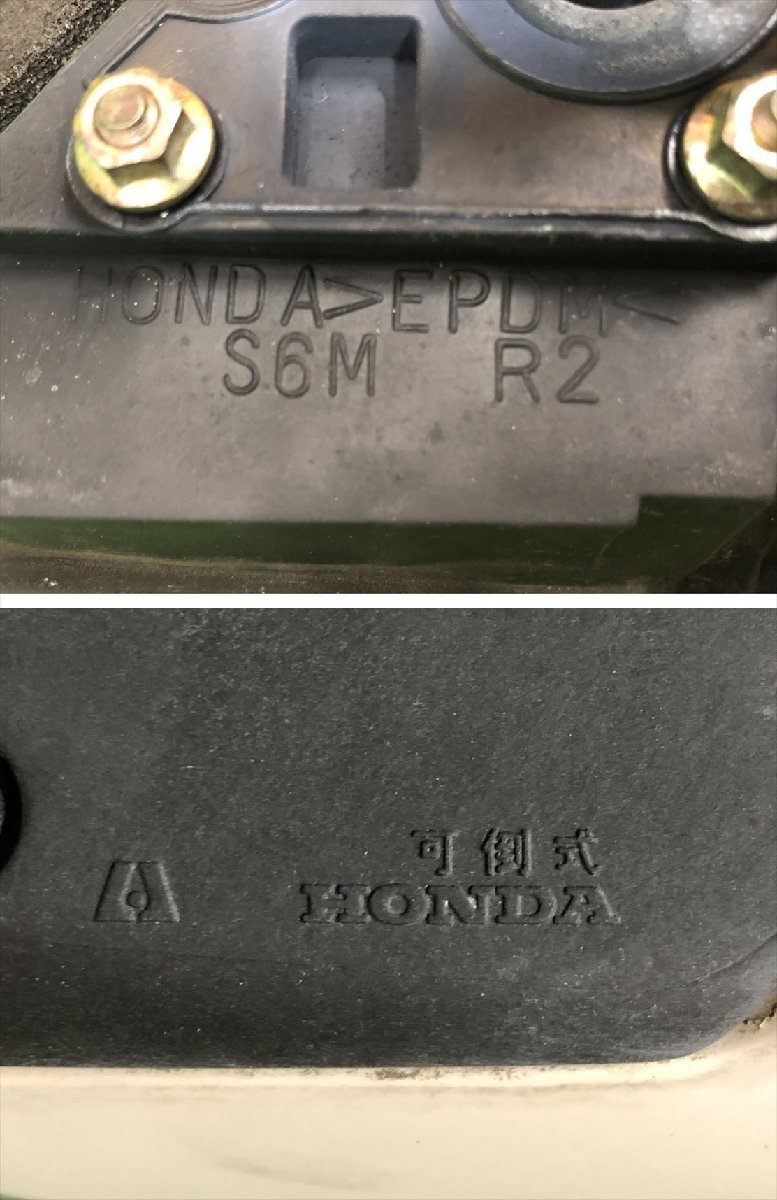 HONDA>EPDM<
S6M R2
可倒式
HONDA